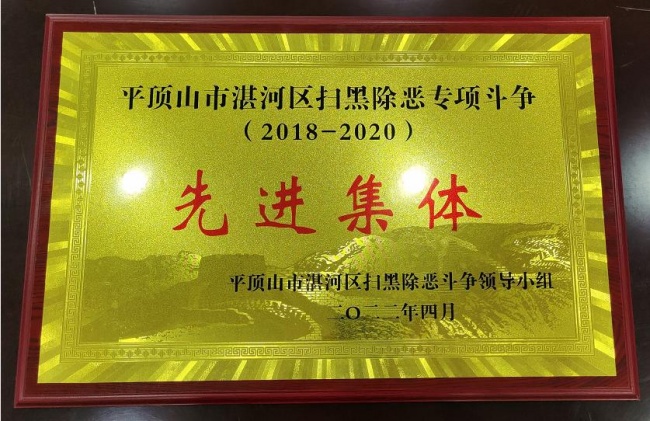 平顶山市湛河区扫黑除恶专项斗争
（2018-2020）
先进集体
平顶山市湛河区扫黑除恶斗争领导小组
二〇二二年四月